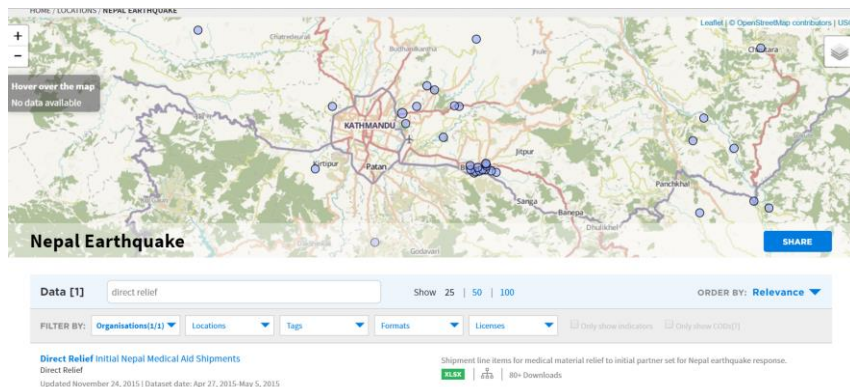 HOME / LOCATIONS / NEPAL EARTHQUAKE
Leaflet | © OpenStreetMap contributors | USG
+
−
Hover over the map
No data available
Budhanilkantha
Jhule
KATHMANDU
Kirtipur
Patan
Jitpur
Sanga
Banepa
Panchkhal
Dhulikhel
Godavari
Nepal Earthquake
SHARE
Data [1]
direct relief
Show 25 | 50 | 100
ORDER BY: Relevance
FILTER BY:
Organisations(1/1)
Locations
Tags
Formats
Licenses
Only show indicators
Only show CODs[?]
Direct Relief Initial Nepal Medical Aid Shipments
Direct Relief
Updated November 24, 2015 | Dataset date: Apr 27, 2015-May 5, 2015
Shipment line items for medical material relief to initial partner set for Nepal earthquake response.
XLSX
80+ Downloads